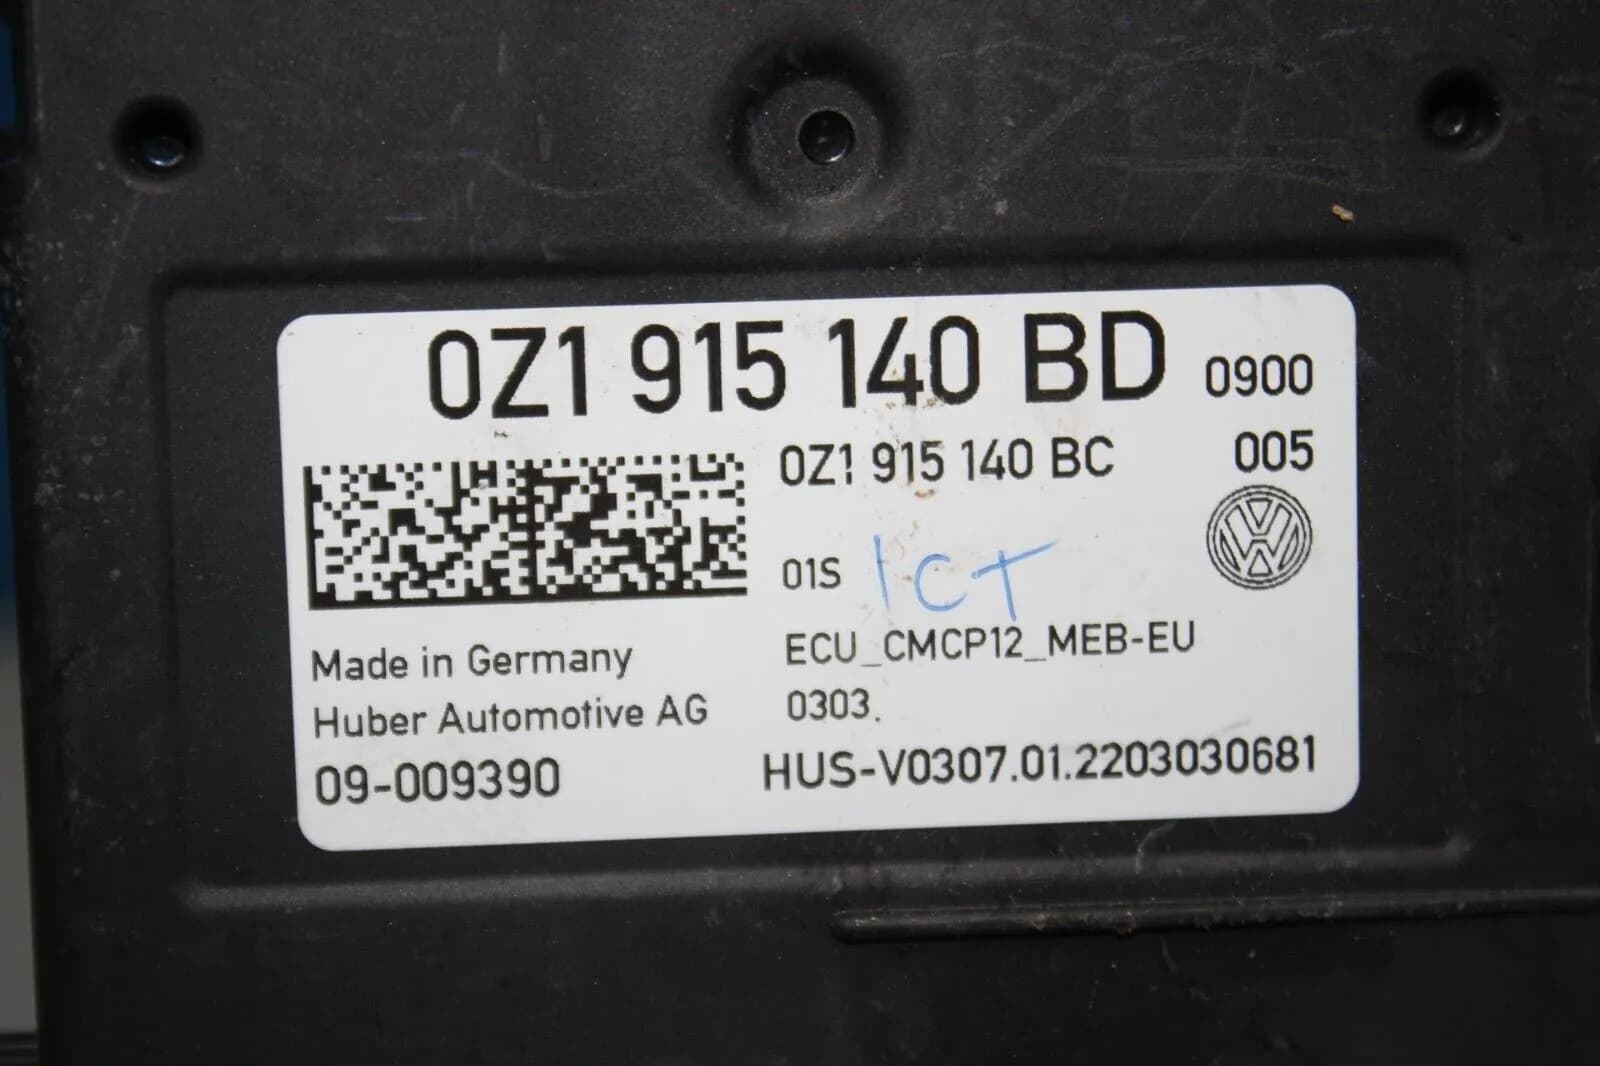 0Z1 915 140 BD 0900
0Z1 915 140 BC 005
01S ICT
ECU_CMCP12_MEB-EU
Made in Germany
0303.
Huber Automotive AG
09-009390
HUS-V0307.01.2203030681